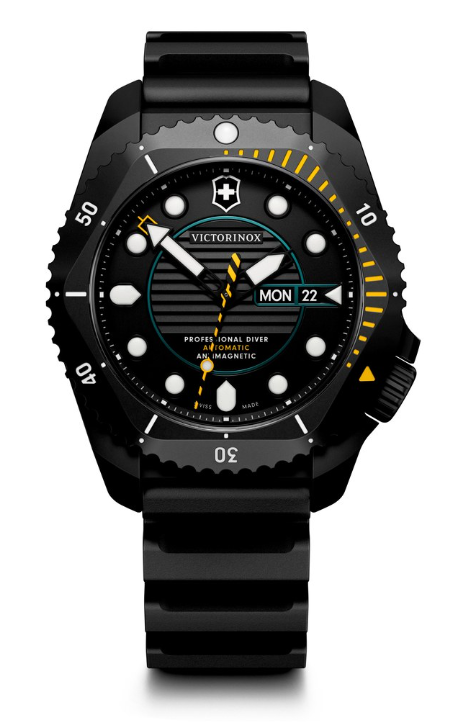 50
10
VICTORINOX
MON 22
PROFESSIONAL DIVER
AUTOMATIC
ANTIMAGNETIC
SWISS MADE
40
30